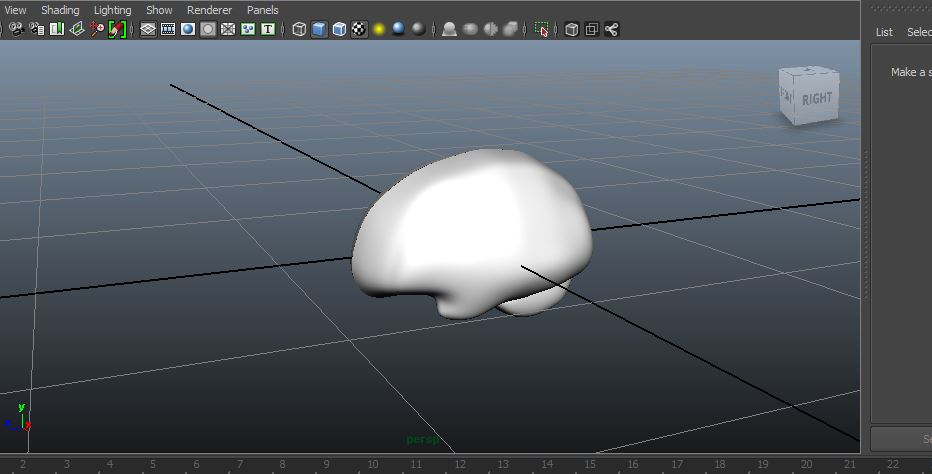 View Shading Lighting Show Renderer Panels
List Selec
Make a s
T
RIGHT
y
persp
2 3 4 5 6 7 8 9 10 11 12 13 14 15 16 17 18 19 20 21 22